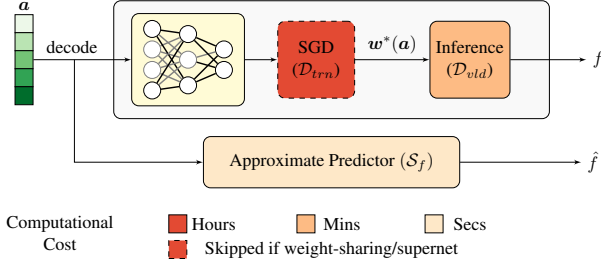 a
decode
SGD
(D_trn)
w*(a)
Inference
(D_vld)
f
Approximate Predictor (S_f)
f̂
Computational
Cost
Hours
Mins
Secs
Skipped if weight-sharing/supernet